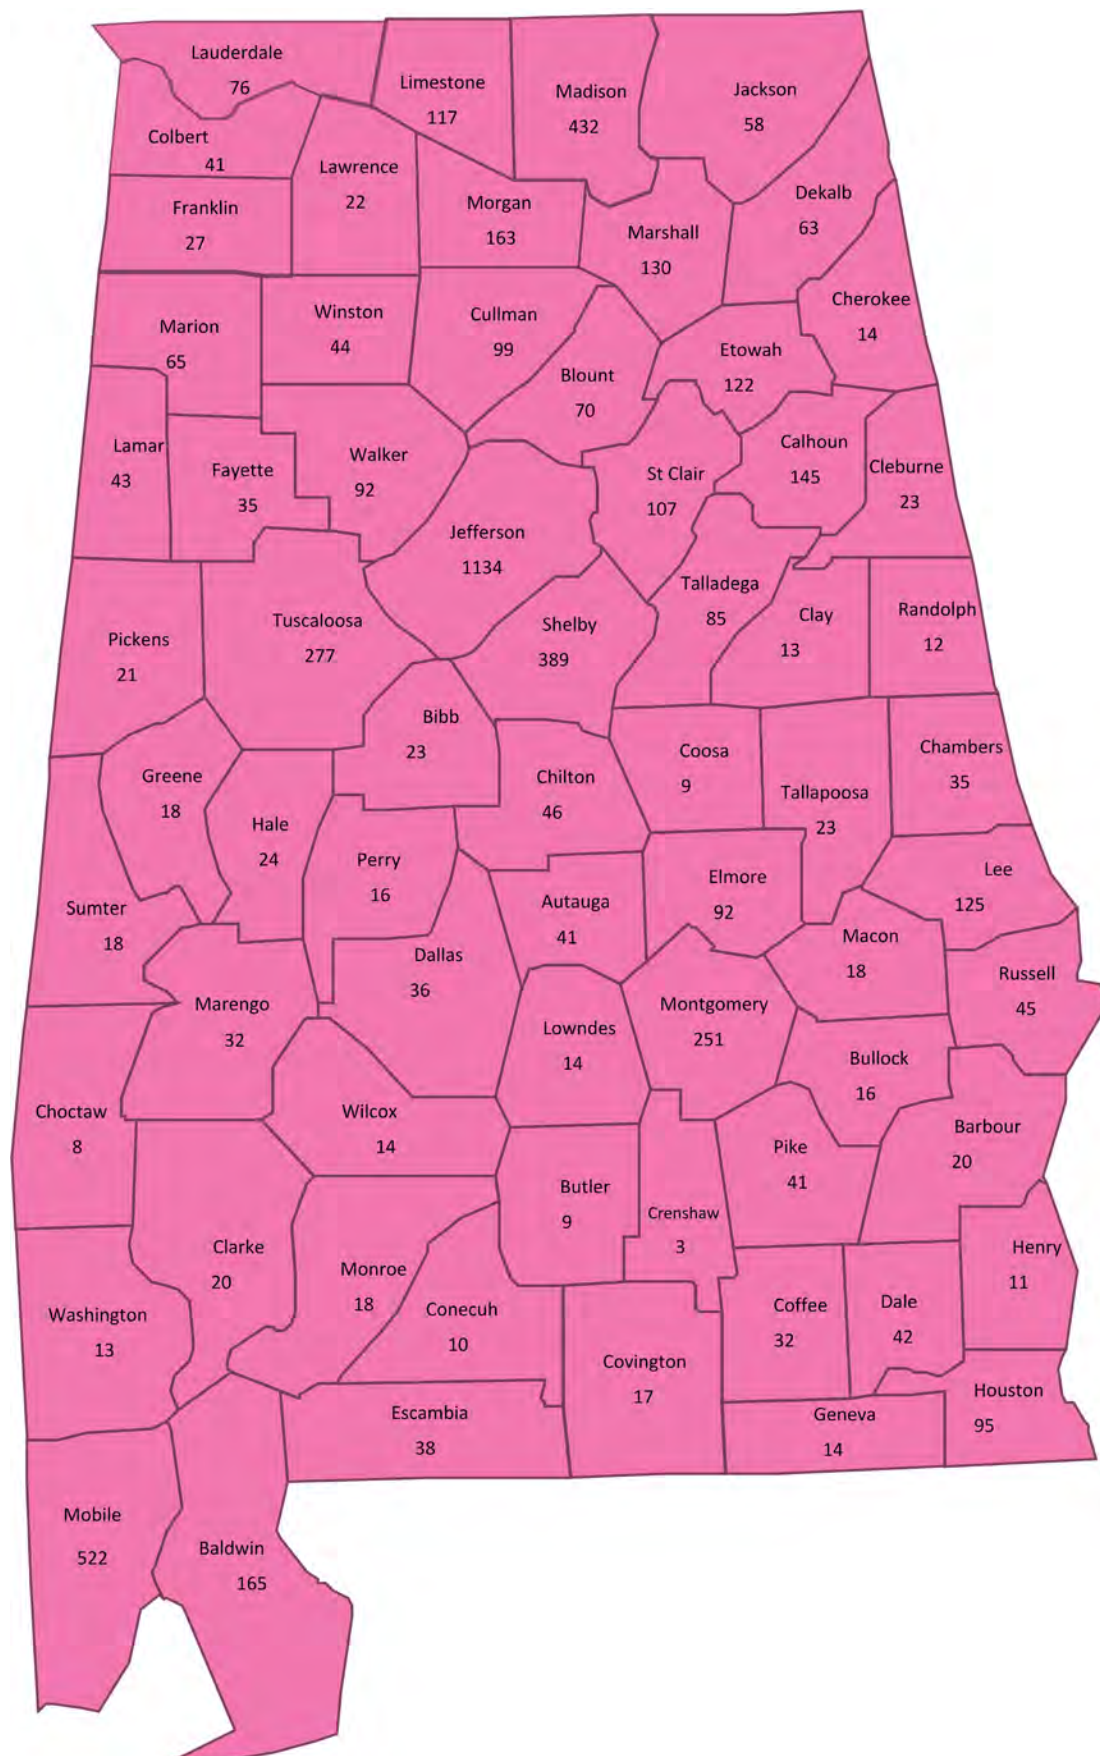 Lauderdale
76
Limestone
117
Madison
432
Jackson
58
Colbert
41
Lawrence
22
Franklin
27
Morgan
163
Marshall
130
Dekalb
63
Cherokee
14
Marion
65
Winston
44
Cullman
99
Blount
70
Etowah
122
Lamar
43
Fayette
35
Walker
92
St Clair
107
Calhoun
145
Cleburne
23
Jefferson
1134
Pickens
21
Tuscaloosa
277
Shelby
389
Talladega
85
Clay
13
Randolph
12
Bibb
23
Greene
18
Hale
24
Chilton
46
Coosa
9
Tallapoosa
23
Chambers
35
Perry
16
Sumter
18
Autauga
41
Elmore
92
Lee
125
Dallas
36
Macon
18
Russell
45
Marengo
32
Lowndes
14
Montgomery
251
Bullock
16
Choctaw
8
Wilcox
14
Butler
9
Crenshaw
3
Pike
41
Barbour
20
Clarke
20
Monroe
18
Henry
11
Washington
13
Conecuh
10
Covington
17
Coffee
32
Dale
42
Escambia
38
Geneva
14
Houston
95
Mobile
522
Baldwin
165